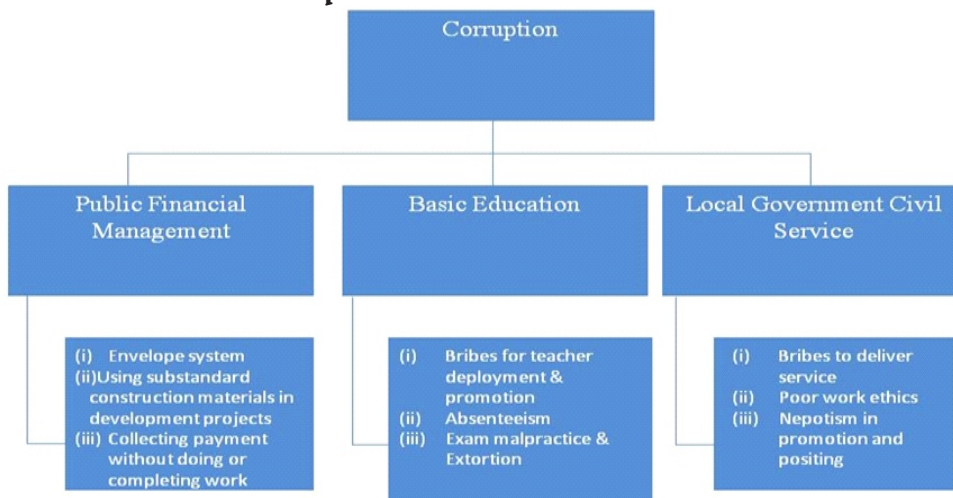 Corruption
Public Financial
Management
Basic Education
Local Government Civil
Service
(i) Envelope system
(ii)Using substandard
construction materials in
development projects
(iii) Collecting payment
without doing or
completing work
(i) Bribes for teacher
deployment &
promotion
(ii) Absenteeism
(iii) Exam malpractice &
Extortion
(i) Bribes to deliver
service
(ii) Poor work ethics
(iii) Nepotism in
promotion and
positing